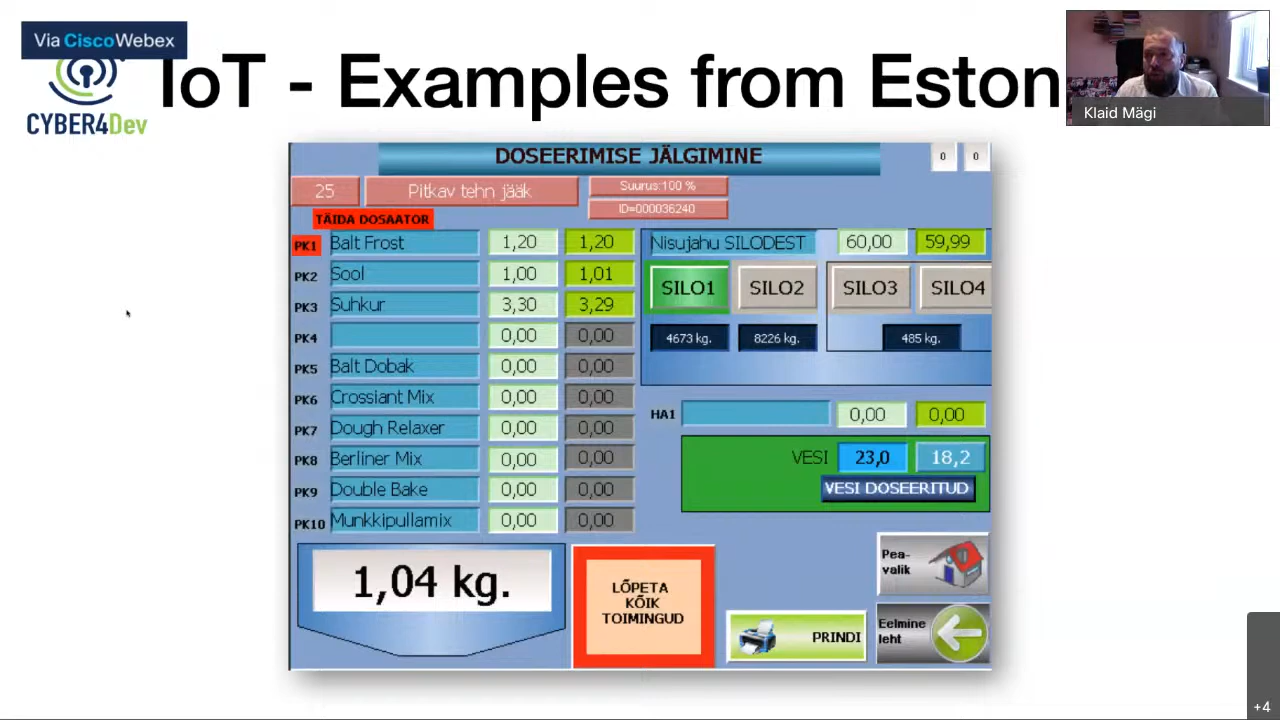 Via CiscoWebex
CYBER4Dev
IoT - Examples from Eston
Klaid Mägi
DOSEERIMISE JÄLGIMINE
0 0
25 Pitkav tehn jääk Suurus:100 %
ID=000036240
TÄIDA DOSAATOR
PK1 Balt Frost 1,20 1,20
PK2 Sool 1,00 1,01
PK3 Suhkur 3,30 3,29
PK4 0,00 0,00
PK5 Balt Dobak 0,00 0,00
PK6 Crossiant Mix 0,00 0,00
PK7 Dough Relaxer 0,00 0,00
PK8 Berliner Mix 0,00 0,00
PK9 Double Bake 0,00 0,00
PK10 Munkkipullamix 0,00 0,00
Nisujahu SILODEST 60,00 59,99
SILO1 SILO2 SILO3 SILO4
4673 kg. 8226 kg. 485 kg.
HA1 0,00 0,00
VESI 23,0 18,2
VESI DOSEERITUD
1,04 kg.
LÕPETA
KÕIK
TOIMINGUD
PRINDI
Pea-
valik
Eelmine
leht
+4